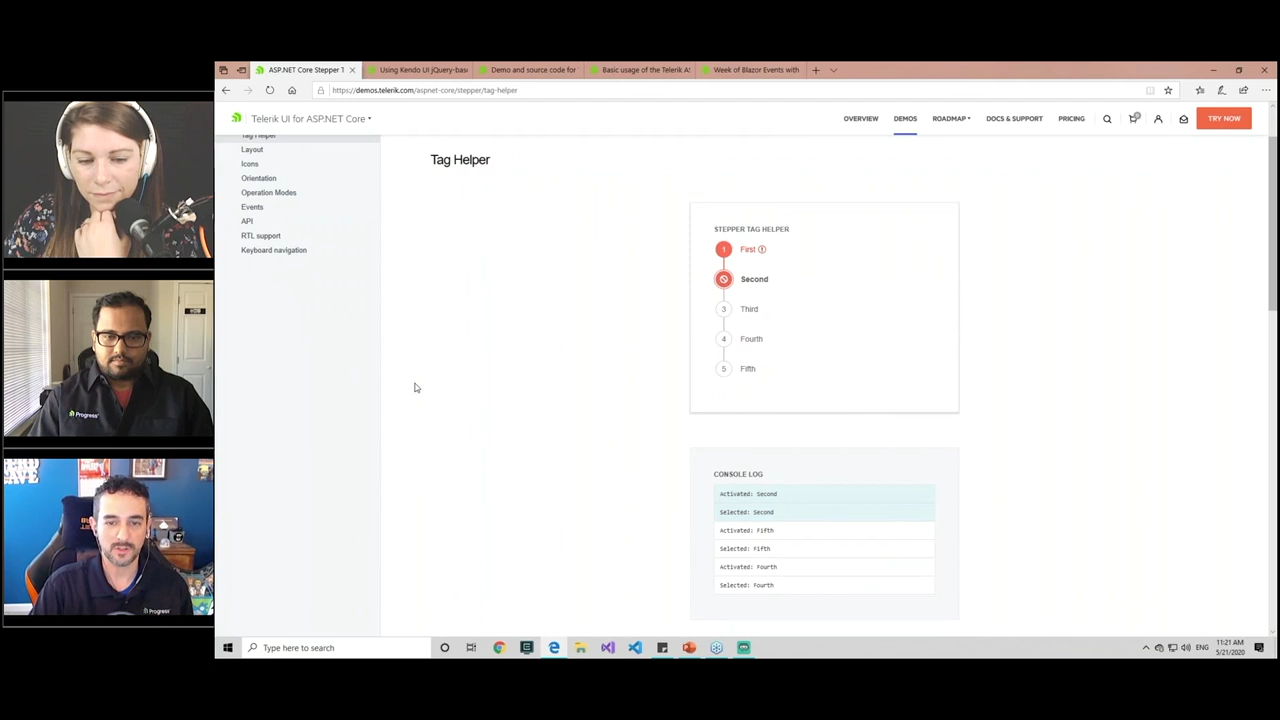 ASP.NET Core Stepper T
Using Kendo UI jQuery-bas
Demo and source code for
Basic usage of the Telerik AS
Week of Blazor Events with
https://demos.telerik.com/aspnet-core/stepper/tag-helper
Telerik UI for ASP.NET Core
OVERVIEW
DEMOS
ROADMAP
DOCS & SUPPORT
PRICING
TRY NOW
Tag Helper
Layout
Icons
Orientation
Operation Modes
Events
API
RTL support
Keyboard navigation
Tag Helper
STEPPER TAG HELPER
1 First
Second
3 Third
4 Fourth
5 Fifth
CONSOLE LOG
Activated: Second
Selected: Second
Activated: Fifth
Selected: Fifth
Activated: Fourth
Selected: Fourth
Progress
Progress
Type here to search
ENG
11:21 AM
5/21/2020